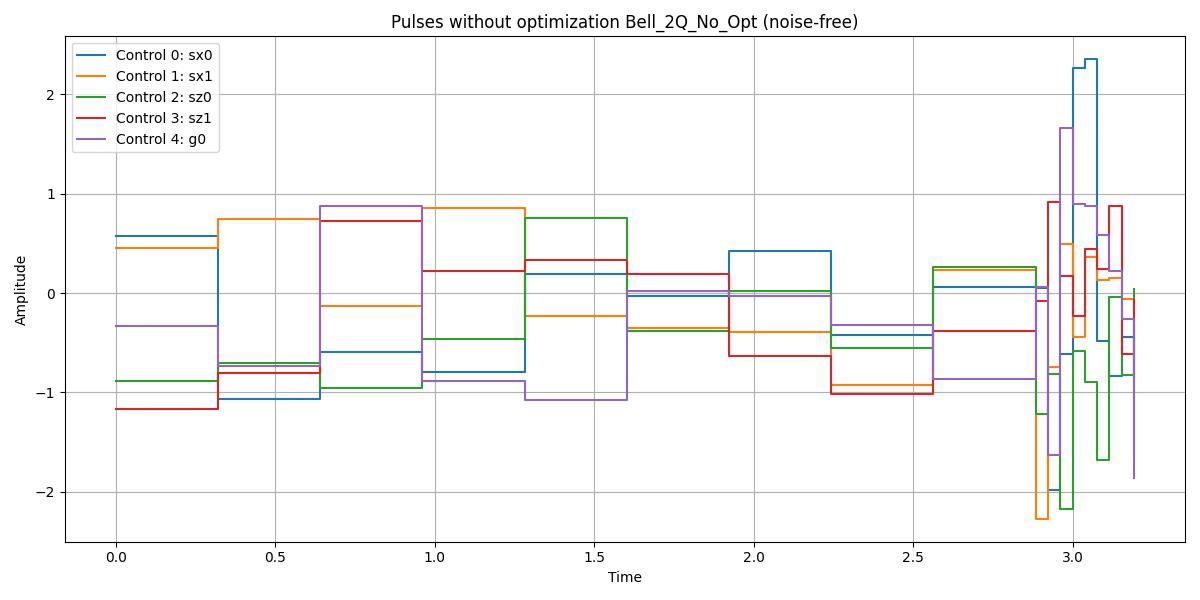 Pulses without optimization Bell_2Q_No_Opt (noise-free)
Control 0: sx0
Control 1: sx1
Control 2: sz0
Control 3: sz1
Control 4: g0
Amplitude
2
1
0
−1
−2
0.0 0.5 1.0 1.5 2.0 2.5 3.0
Time